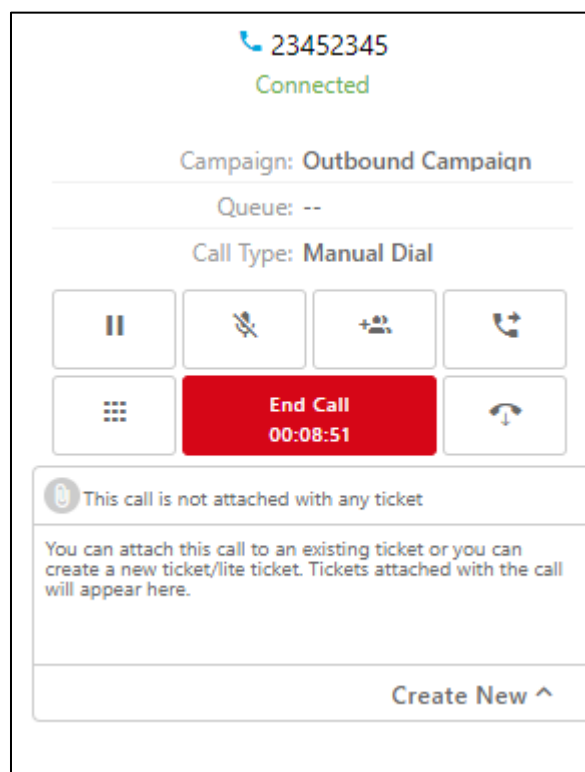 23452345
Connected
Campaign: Outbound Campaign
Queue: --
Call Type: Manual Dial
End Call
00:08:51
This call is not attached with any ticket
You can attach this call to an existing ticket or you can
create a new ticket/lite ticket. Tickets attached with the call
will appear here.
Create New